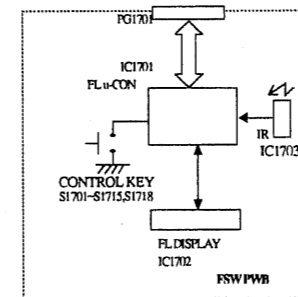 PG1701
IC1701
FL u-CON
IR
IC1703
CONTROL KEY
S1701~S1715,S1718
FL DISPLAY
IC1702
FSW PWB